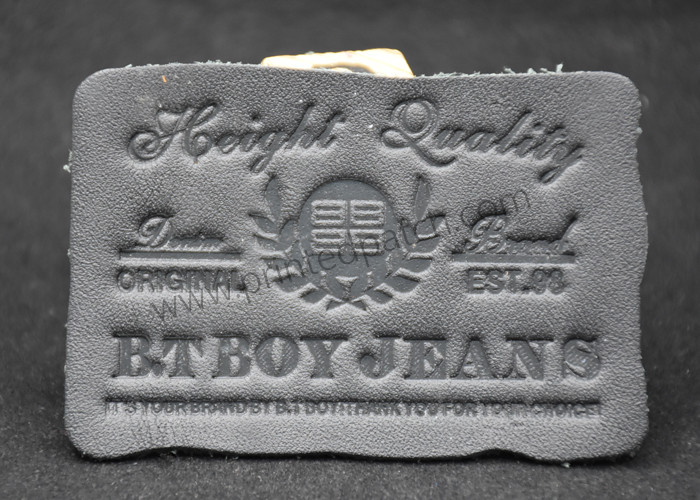 Height Quality
Denim Brand
ORIGINAL EST.98
B.T BOY JEANS
IT'S YOUR BRAND BY B.T BOY!THANK YOU FOR YOUR CHOICE!
www.printedpatch.com